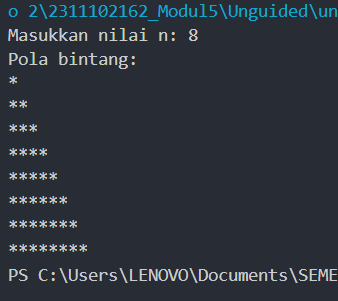 o 2\2311102162_Modul5\Unguided\un
Masukkan nilai n: 8
Pola bintang:
*
**
***
****
*****
******
*******
********
PS C:\Users\LENOVO\Documents\SEME